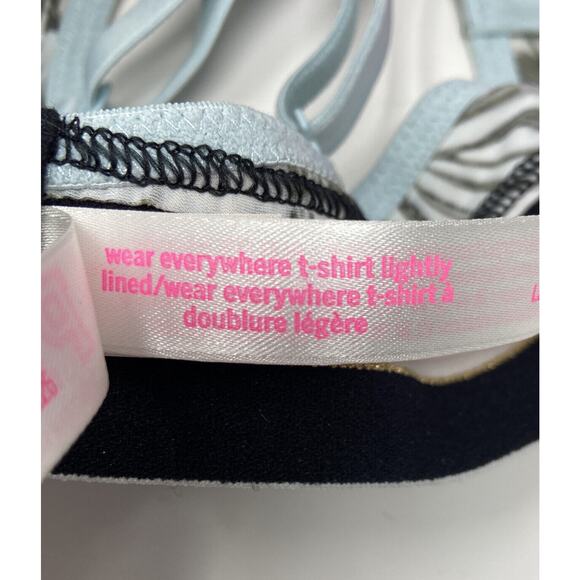 wear everywhere t-shirt lightly
lined/wear everywhere t-shirt à
doublure légère